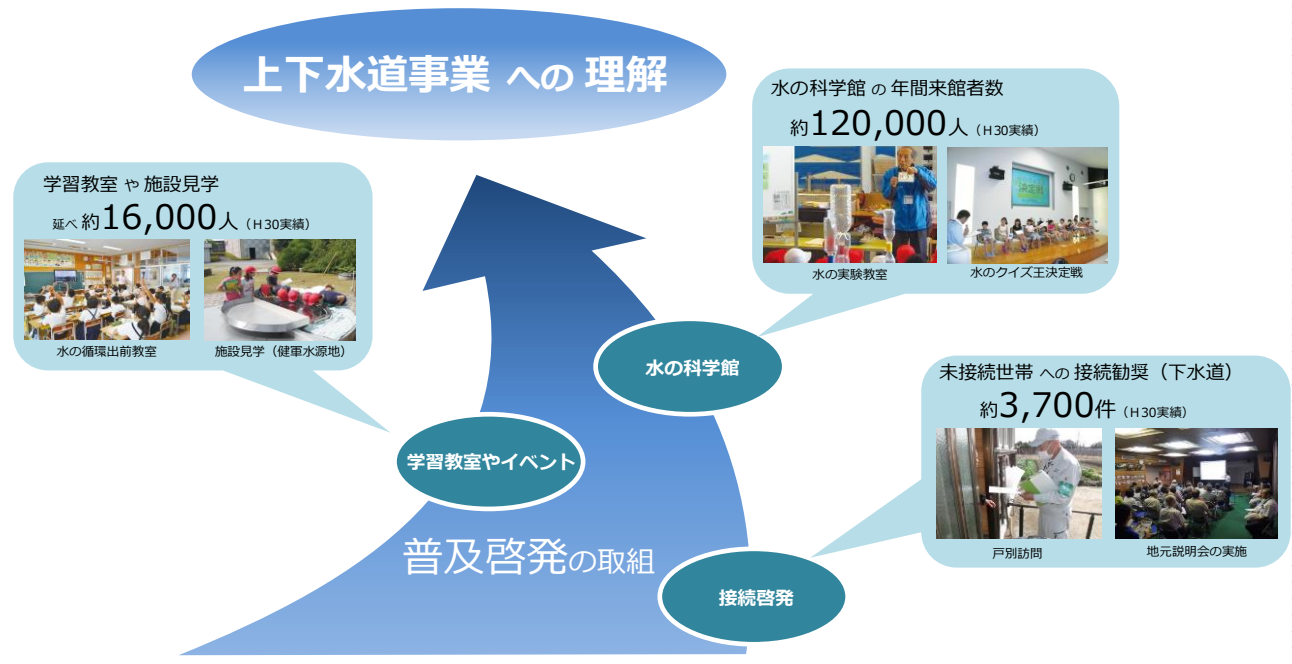 上下水道事業 への 理解
水の科学館 の 年間来館者数
約120,000人（H30実績）
水の実験教室
決定戦
水のクイズ王決定戦
学習教室 や 施設見学
延べ 約16,000人（H30実績）
水の循環出前教室
施設見学（健軍水源地）
水の科学館
未接続世帯 への 接続勧奨（下水道）
約3,700件（H30実績）
戸別訪問
地元説明会の実施
学習教室やイベント
普及啓発の取組
接続啓発